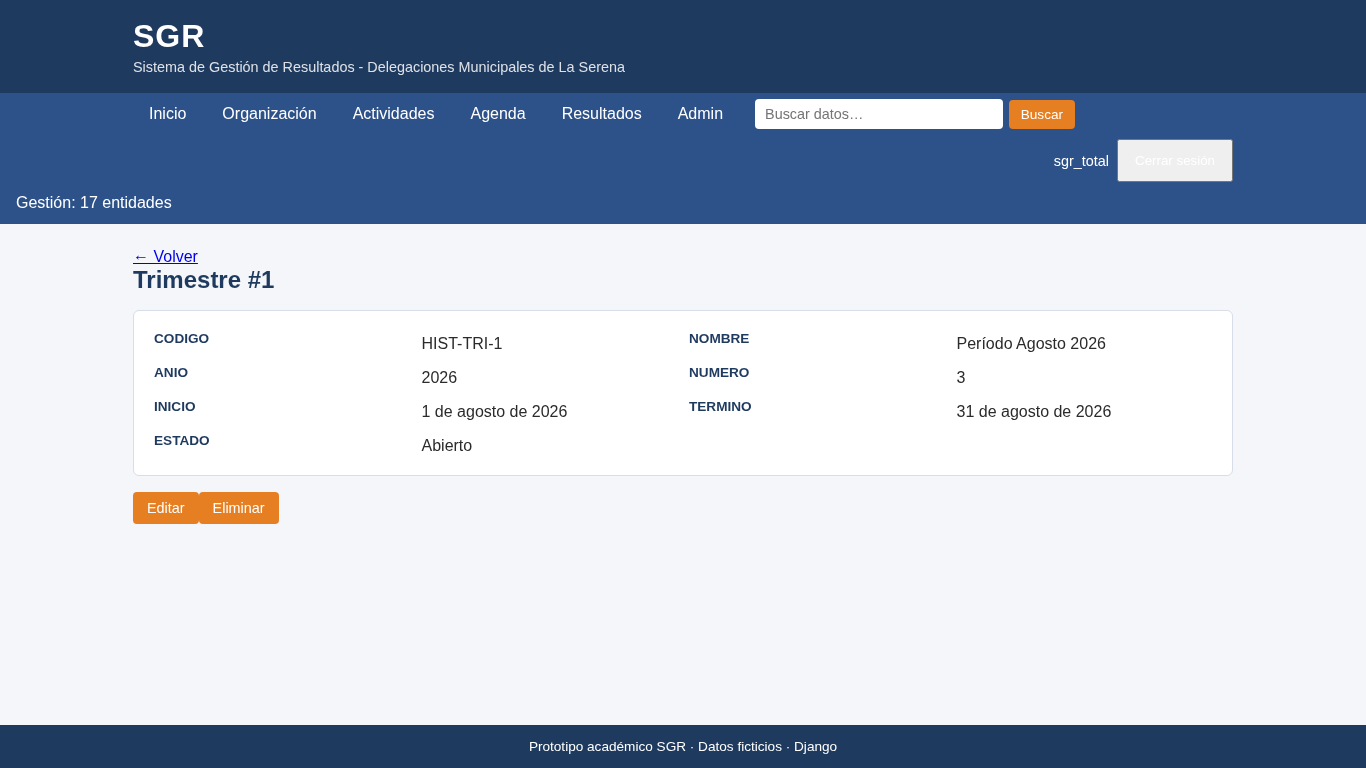 SGR
Sistema de Gestión de Resultados - Delegaciones Municipales de La Serena
Inicio Organización Actividades Agenda Resultados Admin Buscar datos… Buscar
sgr_total Cerrar sesión
Gestión: 17 entidades
← Volver
Trimestre #1
CODIGO HIST-TRI-1 NOMBRE Período Agosto 2026
ANIO 2026 NUMERO 3
INICIO 1 de agosto de 2026 TERMINO 31 de agosto de 2026
ESTADO Abierto
Editar Eliminar
Prototipo académico SGR · Datos ficticios · Django